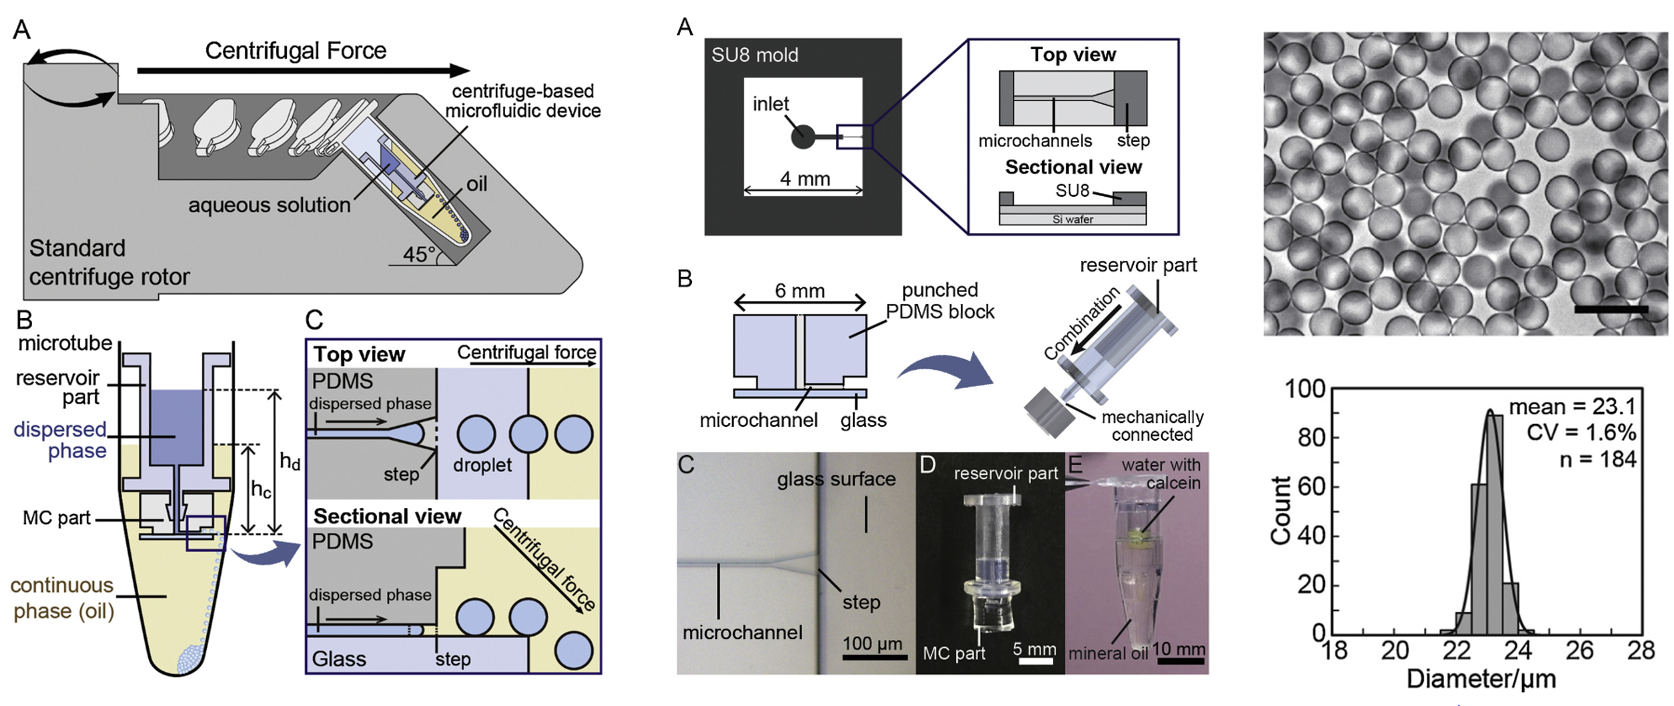 A
Centrifugal Force
centrifuge-based
microfluidic device
oil
aqueous solution
45°
Standard
centrifuge rotor
B
microtube
reservoir
part
dispersed
phase
hd
hc
MC part
continuous
phase (oil)
C
Top view
Centrifugal force
PDMS
dispersed phase
step
droplet
Sectional view
PDMS
Centrifugal force
dispersed phase
Glass
step
A
SU8 mold
inlet
4 mm
Top view
microchannels
step
Sectional view
SU8
Si wafer
B
6 mm
punched
PDMS block
microchannel
glass
reservoir part
Combination
mechanically
connected
C
glass surface
step
microchannel
100 µm
D
reservoir part
MC part
5 mm
E
water with
calcein
mineral oil
10 mm
100
80
60
40
20
0
Count
mean = 23.1
CV = 1.6%
n = 184
18
20
22
24
26
28
Diameter/µm